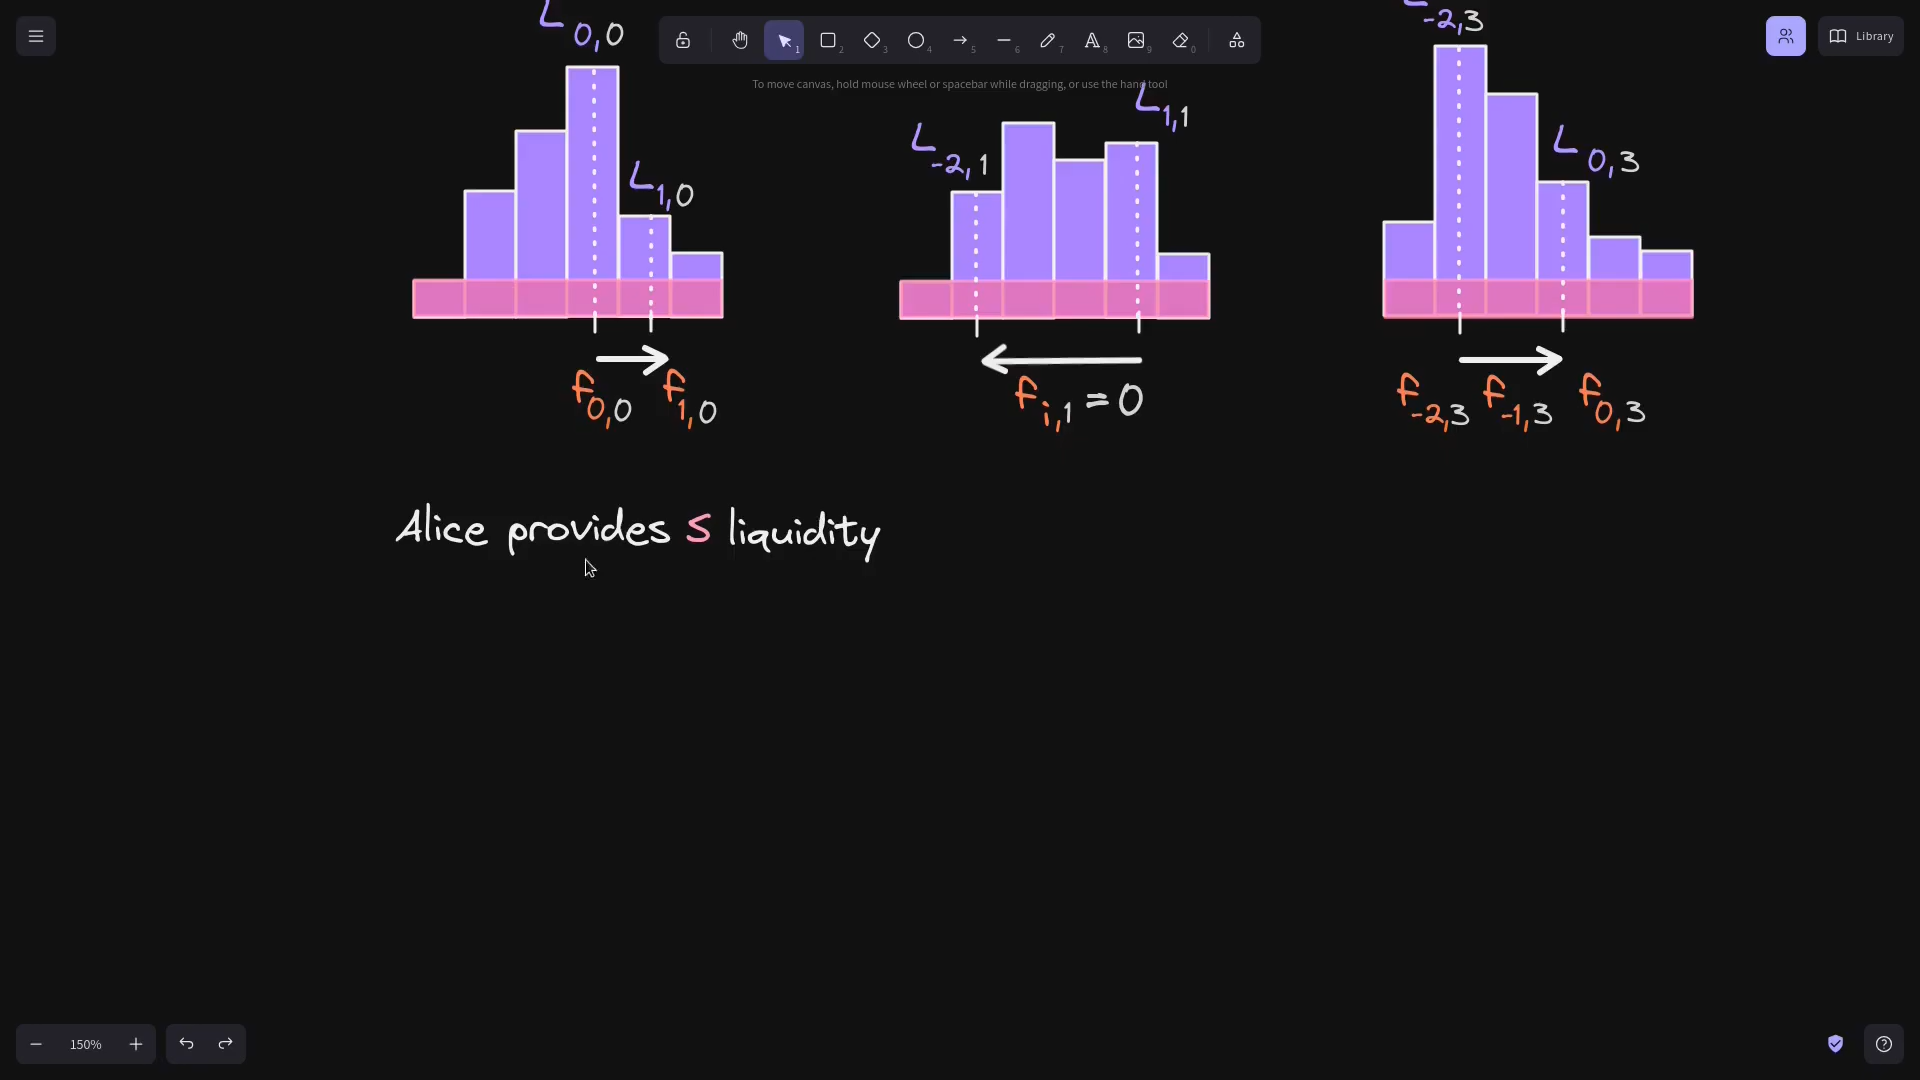 L 0,0
L -2,3
Library
To move canvas, hold mouse wheel or spacebar while dragging, or use the hand tool
L 1,1
L -2,1
L 0,3
L 1,0
f 0,0 f 1,0
f i,1 = 0
f -2,3 f -1,3 f 0,3
Alice provides S liquidity
150%